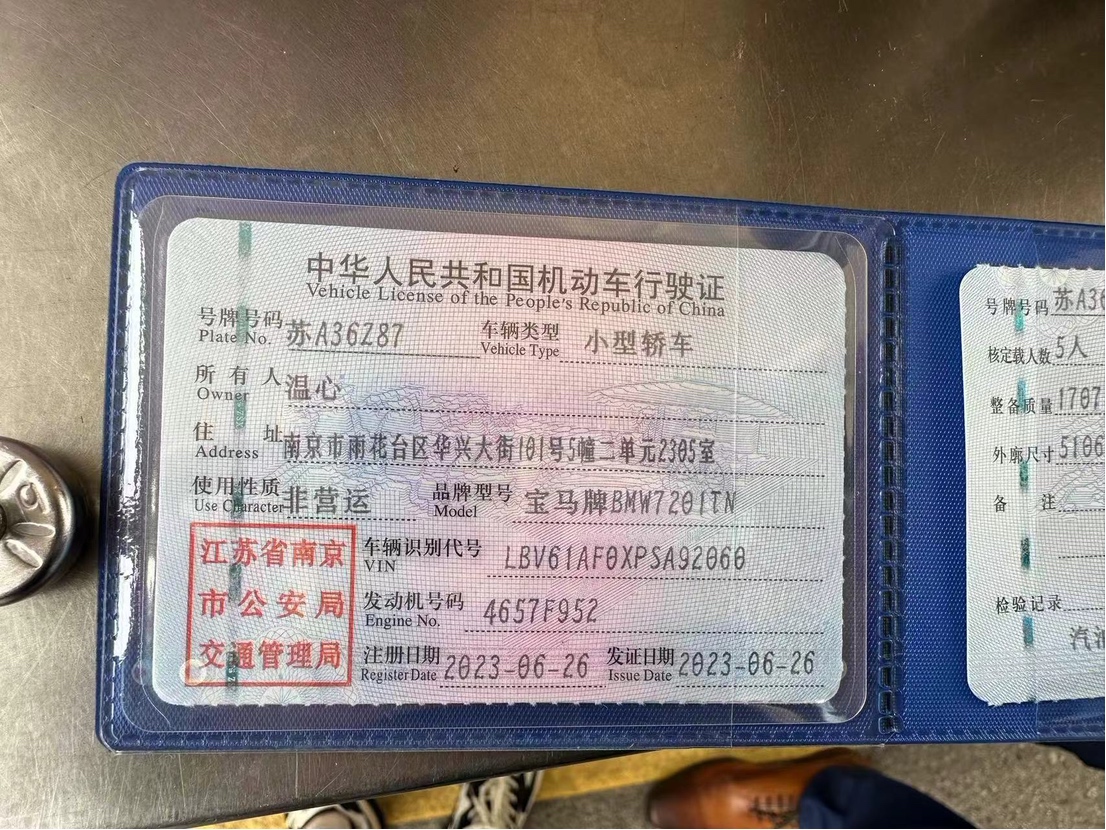 中华人民共和国机动车行驶证
Vehicle License of the People's Republic of China
号牌号码 苏A36Z87 车辆类型 小型轿车
Plate No. Vehicle Type
所有人 温心
Owner
住址 南京市雨花台区华兴大街101号5幢二单元2305室
Address
使用性质 非营运 品牌型号 宝马牌BMW7201TN
Use Character Model
江苏省南京
市公安局
交通管理局
车辆识别代号 LBV61AF0XPSA92060
VIN
发动机号码 4657F952
Engine No.
注册日期 2023-06-26 发证日期 2023-06-26
Register Date Issue Date
号牌号码 苏A36
核定载人数 5人
整备质量 1707
外廓尺寸 5106
备注
检验记录
汽油